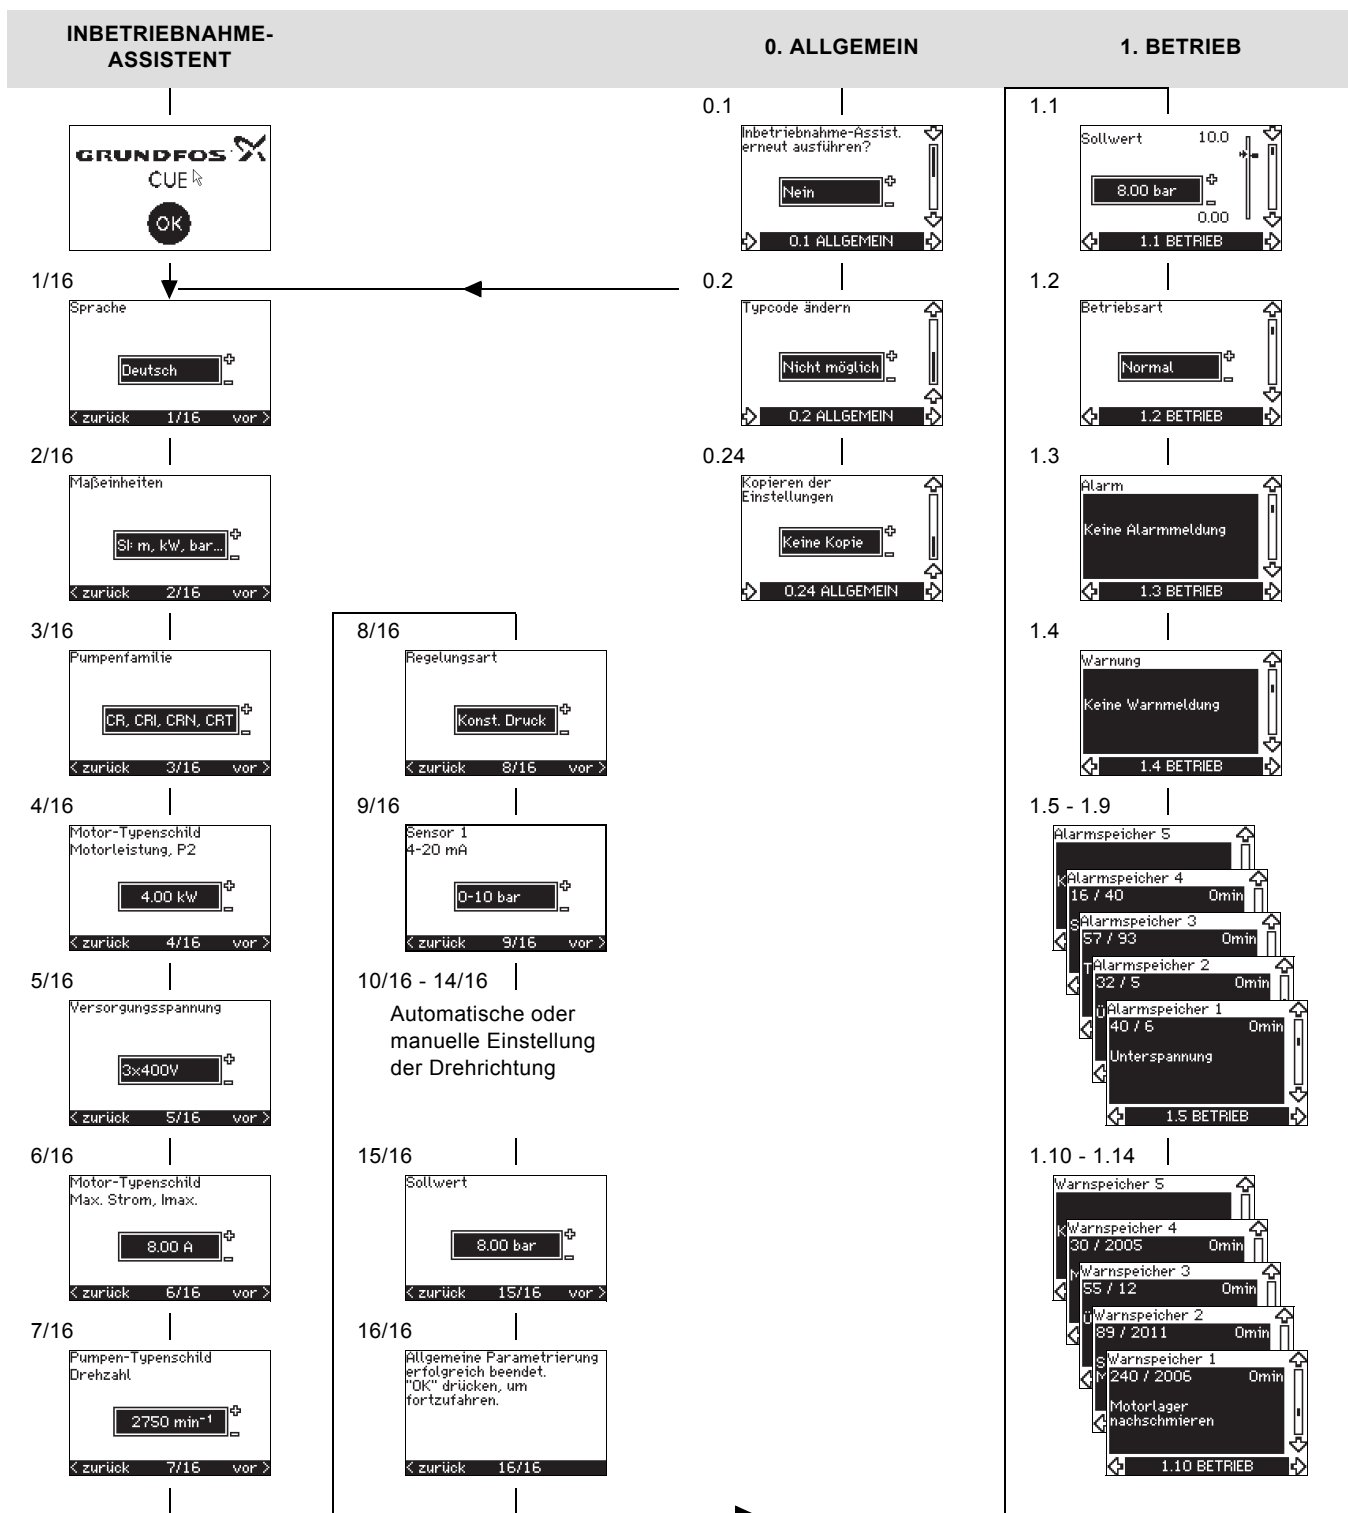 INBETRIEBNAHME-
ASSISTENT
0. ALLGEMEIN
1. BETRIEB
GRUNDFOS
CUE
OK
1/16
Sprache
Deutsch
< zurück 1/16 vor >
2/16
Maßeinheiten
SI: m, kW, bar...
< zurück 2/16 vor >
3/16
Pumpenfamilie
CR, CRI, CRN, CRT
< zurück 3/16 vor >
4/16
Motor-Typenschild
Motorleistung, P2
4.00 kW
< zurück 4/16 vor >
5/16
Versorgungsspannung
3x400V
< zurück 5/16 vor >
6/16
Motor-Typenschild
Max. Strom, Imax.
8.00 A
< zurück 6/16 vor >
7/16
Pumpen-Typenschild
Drehzahl
2750 min⁻¹
< zurück 7/16 vor >
8/16
Regelungsart
Konst. Druck
< zurück 8/16 vor >
9/16
Sensor 1
4-20 mA
0-10 bar
< zurück 9/16 vor >
10/16 - 14/16
Automatische oder
manuelle Einstellung
der Drehrichtung
15/16
Sollwert
8.00 bar
< zurück 15/16 vor >
16/16
Allgemeine Parametrierung
erfolgreich beendet.
"OK" drücken, um
fortzufahren.
< zurück 16/16
0.1
Inbetriebnahme-Assist.
erneut ausführen?
Nein
0.1 ALLGEMEIN
0.2
Typcode ändern
Nicht möglich
0.2 ALLGEMEIN
0.24
Kopieren der
Einstellungen
Keine Kopie
0.24 ALLGEMEIN
1.1
Sollwert 10.0
8.00 bar
0.00
1.1 BETRIEB
1.2
Betriebsart
Normal
1.2 BETRIEB
1.3
Alarm
Keine Alarmmeldung
1.3 BETRIEB
1.4
Warnung
Keine Warnmeldung
1.4 BETRIEB
1.5 - 1.9
Alarmspeicher 5
K
Alarmspeicher 4
16 / 40 0min
S
Alarmspeicher 3
57 / 93 0min
T
Alarmspeicher 2
32 / 5 0min
Ü
Alarmspeicher 1
40 / 6 0min
Unterspannung
1.5 BETRIEB
1.10 - 1.14
Warnspeicher 5
K
Warnspeicher 4
30 / 2005 0min
M
Warnspeicher 3
55 / 12 0min
Ü
Warnspeicher 2
89 / 2011 0min
S
M
Warnspeicher 1
240 / 2006 0min
Motorlager
nachschmieren
1.10 BETRIEB